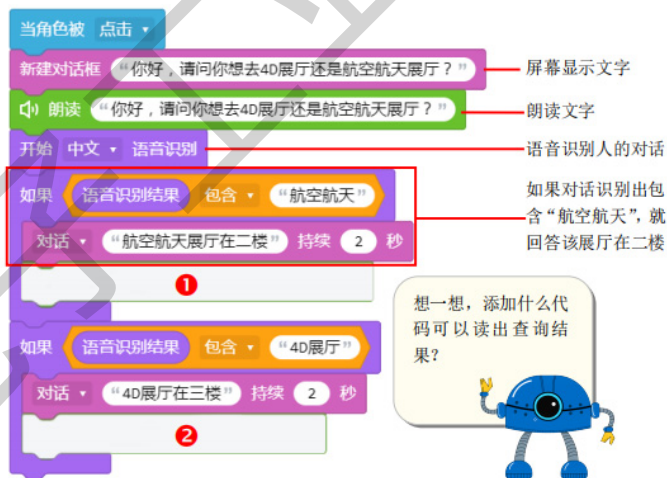 当角色被 点击
新建对话框 “你好，请问你想去4D展厅还是航空航天展厅？”
屏幕显示文字
朗读 “你好，请问你想去4D展厅还是航空航天展厅？”
朗读文字
开始 中文 语音识别
语音识别人的对话
如果 语音识别结果 包含 “航空航天”
对话 “航空航天展厅在二楼” 持续 2 秒
如果对话识别出包
含“航空航天”，就
回答该展厅在二楼
❶
想一想，添加什么代
码可以读出查询结
果？
如果 语音识别结果 包含 “4D展厅”
对话 “4D展厅在三楼” 持续 2 秒
❷